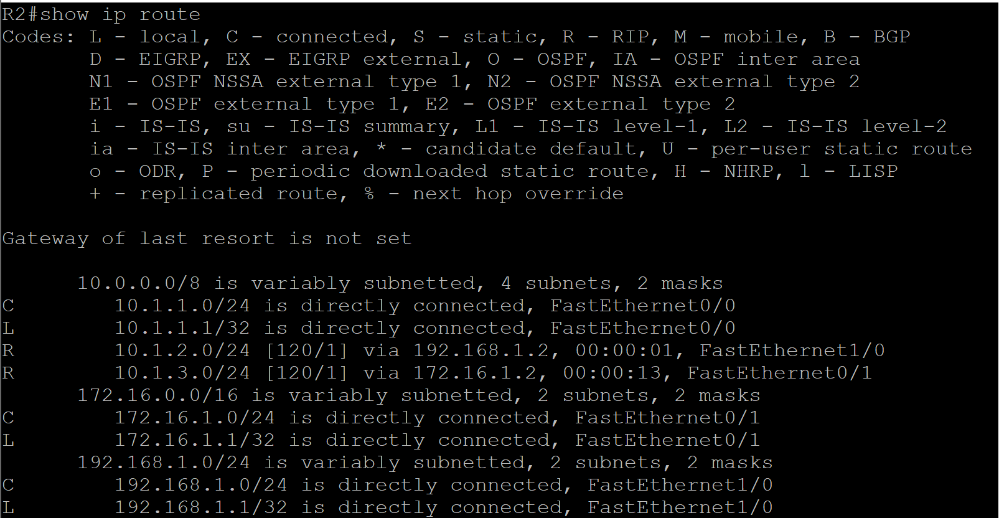 R2#show ip route
Codes: L - local, C - connected, S - static, R - RIP, M - mobile, B - BGP
       D - EIGRP, EX - EIGRP external, O - OSPF, IA - OSPF inter area
       N1 - OSPF NSSA external type 1, N2 - OSPF NSSA external type 2
       E1 - OSPF external type 1, E2 - OSPF external type 2
       i - IS-IS, su - IS-IS summary, L1 - IS-IS level-1, L2 - IS-IS level-2
       ia - IS-IS inter area, * - candidate default, U - per-user static route
       o - ODR, P - periodic downloaded static route, H - NHRP, l - LISP
       + - replicated route, % - next hop override

Gateway of last resort is not set

      10.0.0.0/8 is variably subnetted, 4 subnets, 2 masks
C        10.1.1.0/24 is directly connected, FastEthernet0/0
L        10.1.1.1/32 is directly connected, FastEthernet0/0
R        10.1.2.0/24 [120/1] via 192.168.1.2, 00:00:01, FastEthernet1/0
R        10.1.3.0/24 [120/1] via 172.16.1.2, 00:00:13, FastEthernet0/1
      172.16.0.0/16 is variably subnetted, 2 subnets, 2 masks
C        172.16.1.0/24 is directly connected, FastEthernet0/1
L        172.16.1.1/32 is directly connected, FastEthernet0/1
      192.168.1.0/24 is variably subnetted, 2 subnets, 2 masks
C        192.168.1.0/24 is directly connected, FastEthernet1/0
L        192.168.1.1/32 is directly connected, FastEthernet1/0